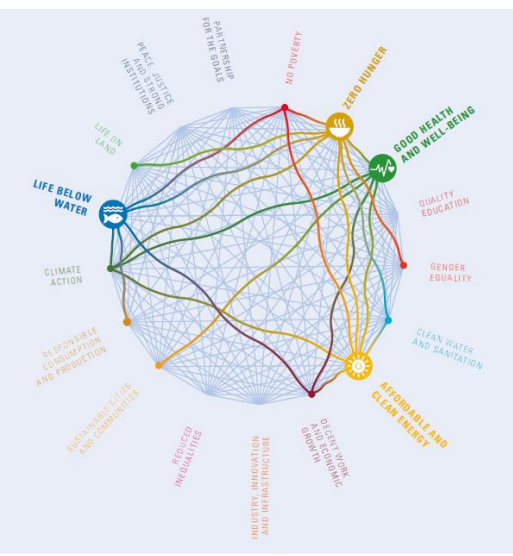 PARTNERSHIP
FOR THE GOALS
NO POVERTY
ZERO HUNGER
GOOD HEALTH
AND WELL-BEING
QUALITY
EDUCATION
GENDER
EQUALITY
CLEAN WATER
AND SANITATION
AFFORDABLE AND
CLEAN ENERGY
DECENT WORK
AND ECONOMIC
GROWTH
INDUSTRY, INNOVATION
AND INFRASTRUCTURE
REDUCED
INEQUALITIES
SUSTAINABLE CITIES
AND COMMUNITIES
RESPONSIBLE
CONSUMPTION
AND PRODUCTION
CLIMATE
ACTION
LIFE BELOW
WATER
LIFE ON
LAND
PEACE, JUSTICE
AND STRONG
INSTITUTIONS